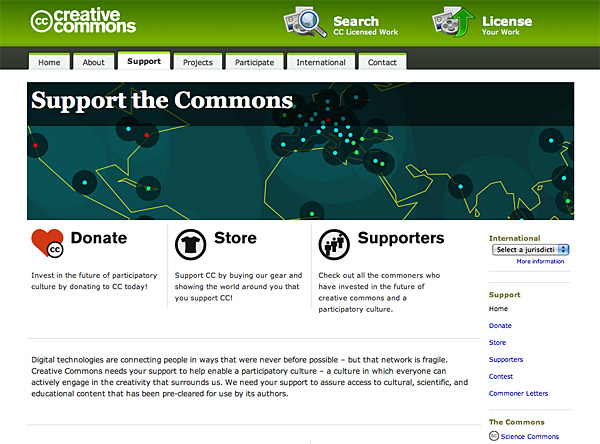 cc creative commons
Search
CC Licensed Work
License
Your Work
Home
About
Support
Projects
Participate
International
Contact
Support the Commons
Donate
Invest in the future of participatory
culture by donating to CC today!
Store
Support CC by buying our gear and
showing the world around you that
you support CC!
Supporters
Check out all the commoners who
have invested in the future of
creative commons and a
participatory culture.
International
Select a jurisdicti
More information
Support
Home
Donate
Store
Supporters
Contest
Commoner Letters
Digital technologies are connecting people in ways that were never before possible – but that network is fragile.
Creative Commons needs your support to help enable a participatory culture – a culture in which everyone can
actively engage in the creativity that surrounds us. We need your support to assure access to cultural, scientific, and
educational content that has been pre-cleared for use by its authors.
The Commons
Science Commons